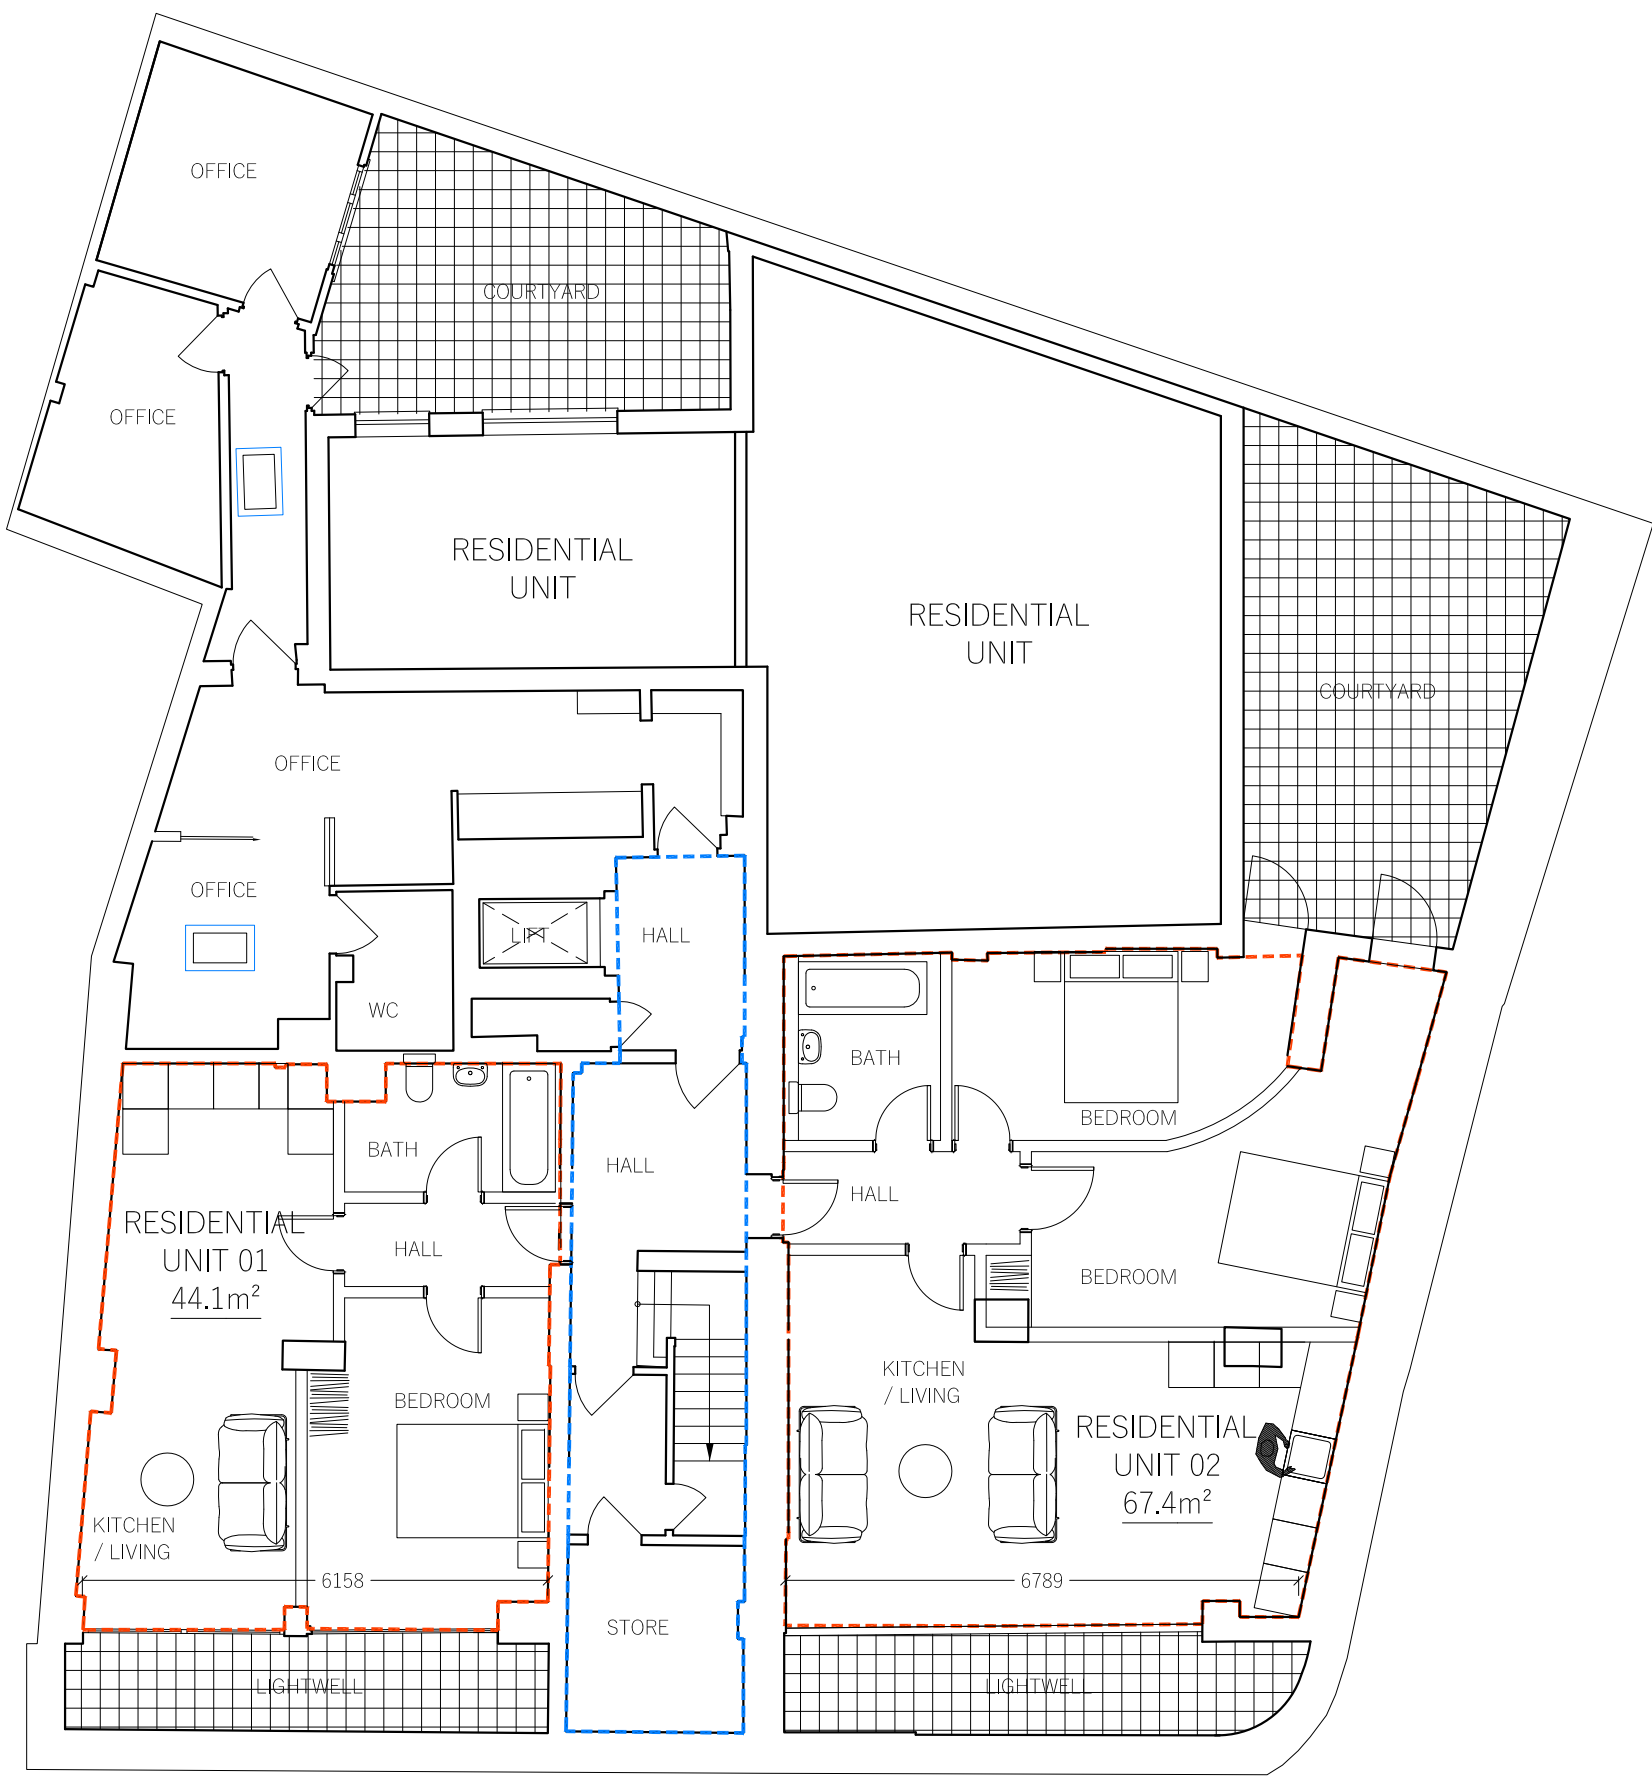 OFFICE
COURTYARD
OFFICE
RESIDENTIAL
UNIT
RESIDENTIAL
UNIT
COURTYARD
OFFICE
OFFICE
LIFT
HALL
WC
BATH
BEDROOM
BATH
HALL
HALL
RESIDENTIAL
UNIT 01
44.1m²
HALL
BEDROOM
KITCHEN
/ LIVING
BEDROOM
RESIDENTIAL
UNIT 02
67.4m²
KITCHEN
/ LIVING
6158
6789
STORE
LIGHTWELL
LIGHTWELL